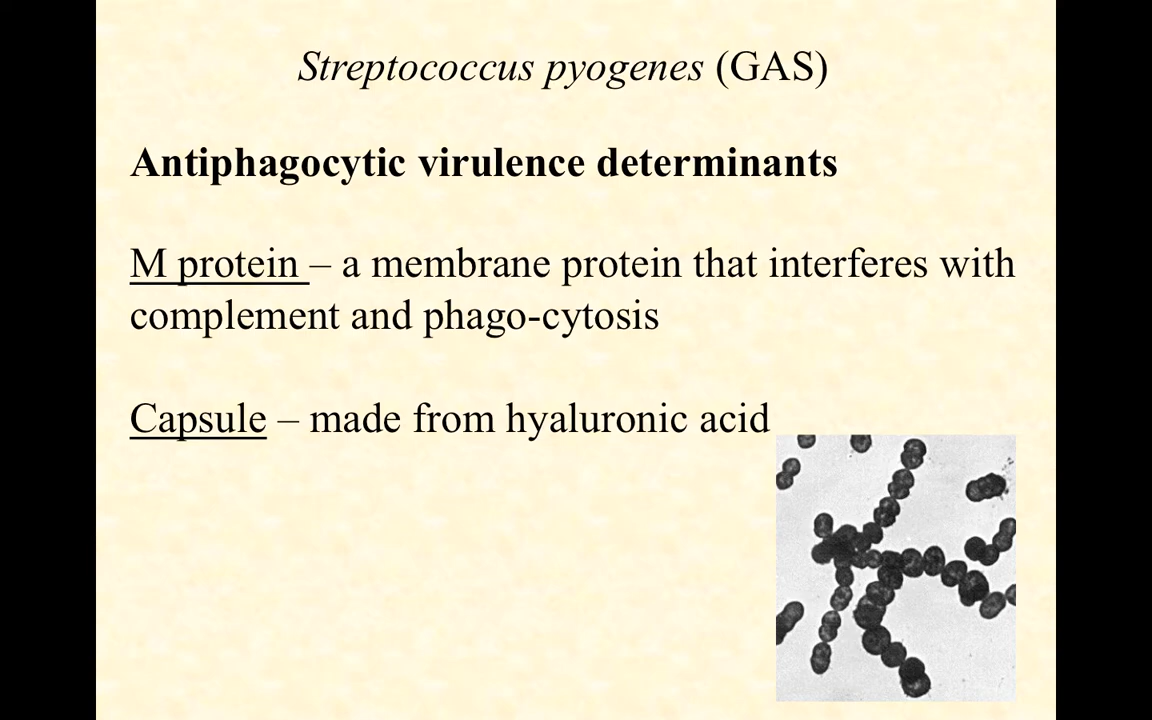 Streptococcus pyogenes (GAS)
Antiphagocytic virulence determinants
M protein – a membrane protein that interferes with
complement and phago-cytosis
Capsule – made from hyaluronic acid